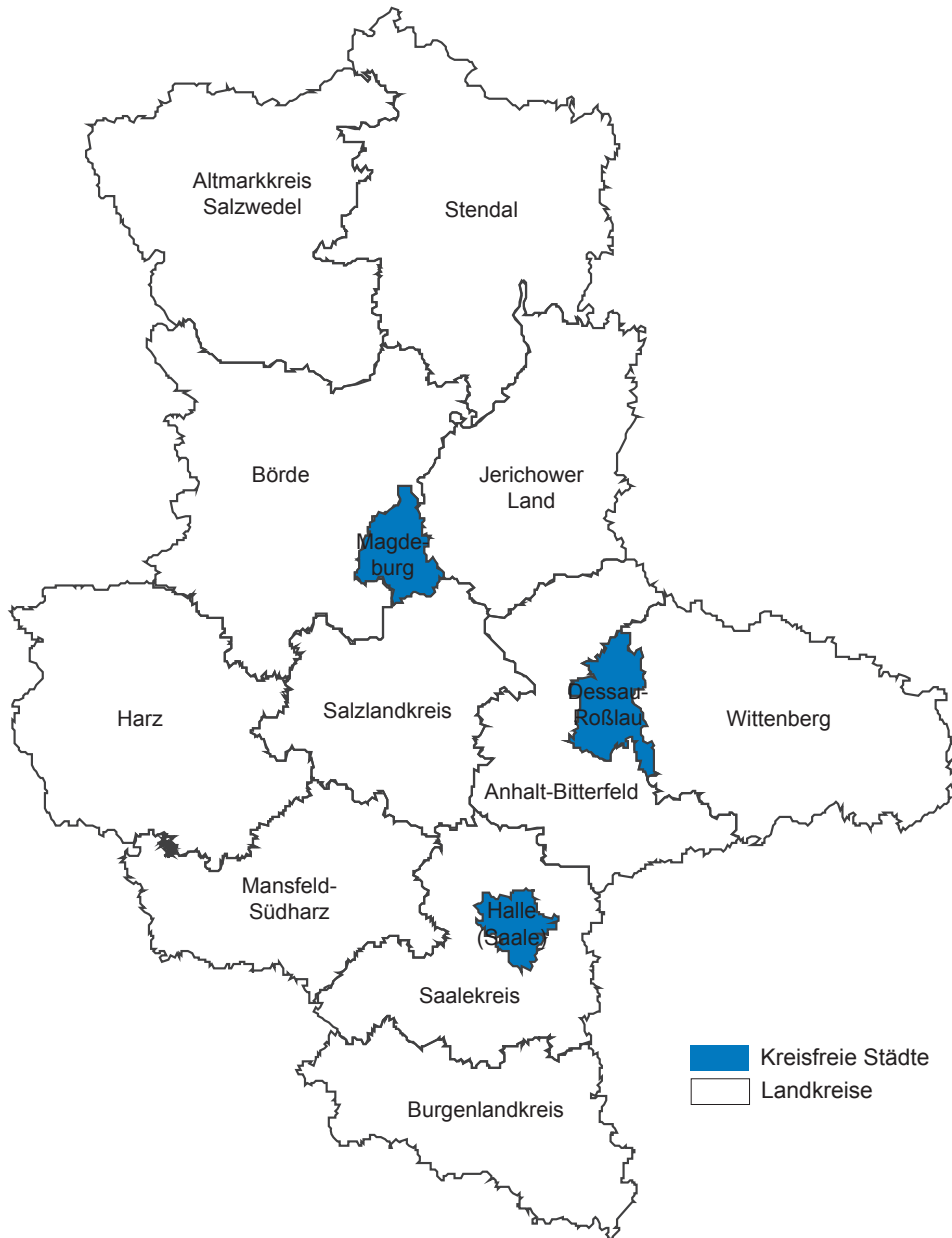 Altmarkkreis
Salzwedel
Stendal
Börde
Jerichower
Land
Magde-
burg
Dessau-
Roßlau
Harz
Salzlandkreis
Wittenberg
Anhalt-Bitterfeld
Mansfeld-
Südharz
Halle
(Saale)
Saalekreis
Burgenlandkreis
Kreisfreie Städte
Landkreise